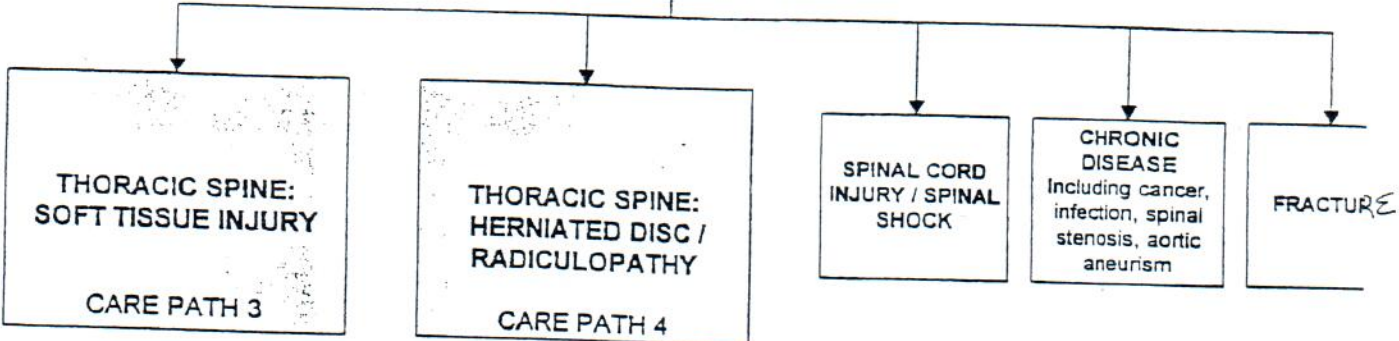 THORACIC SPINE:
SOFT TISSUE INJURY
CARE PATH 3
THORACIC SPINE:
HERNIATED DISC /
RADICULOPATHY
CARE PATH 4
SPINAL CORD
INJURY / SPINAL
SHOCK
CHRONIC
DISEASE
Including cancer,
infection, spinal
stenosis, aortic
aneurism
FRACTURE